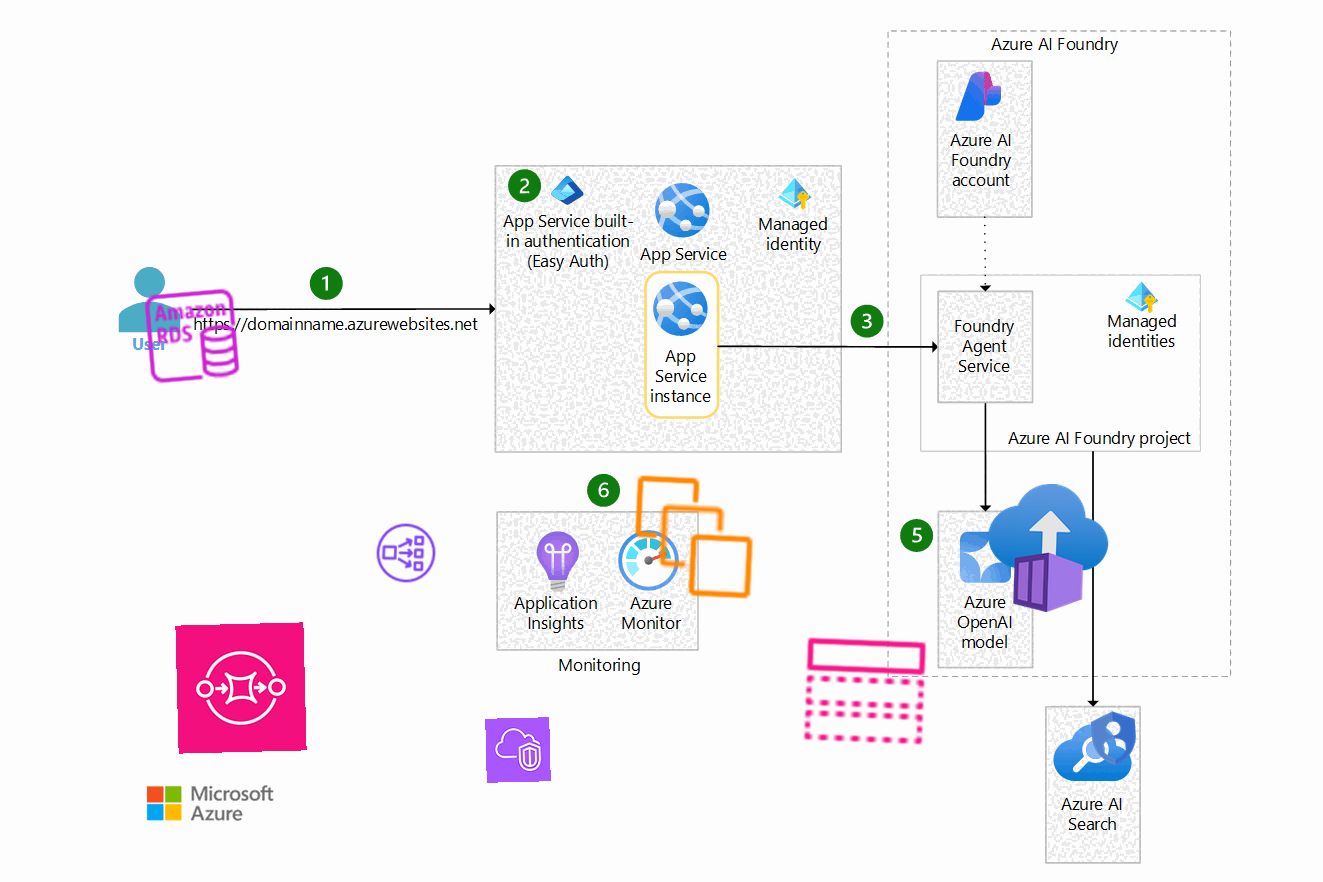 Azure AI Foundry
Azure AI
Foundry
account
2
App Service built-
in authentication
(Easy Auth)
App Service
Managed
identity
1
https://domainname.azurewebsites.net
User
Amazon
RDS
App
Service
instance
3
Foundry
Agent
Service
Managed
identities
Azure AI Foundry project
6
Application
Insights
Azure
Monitor
Monitoring
5
Azure
OpenAI
model
Azure AI
Search
Microsoft
Azure